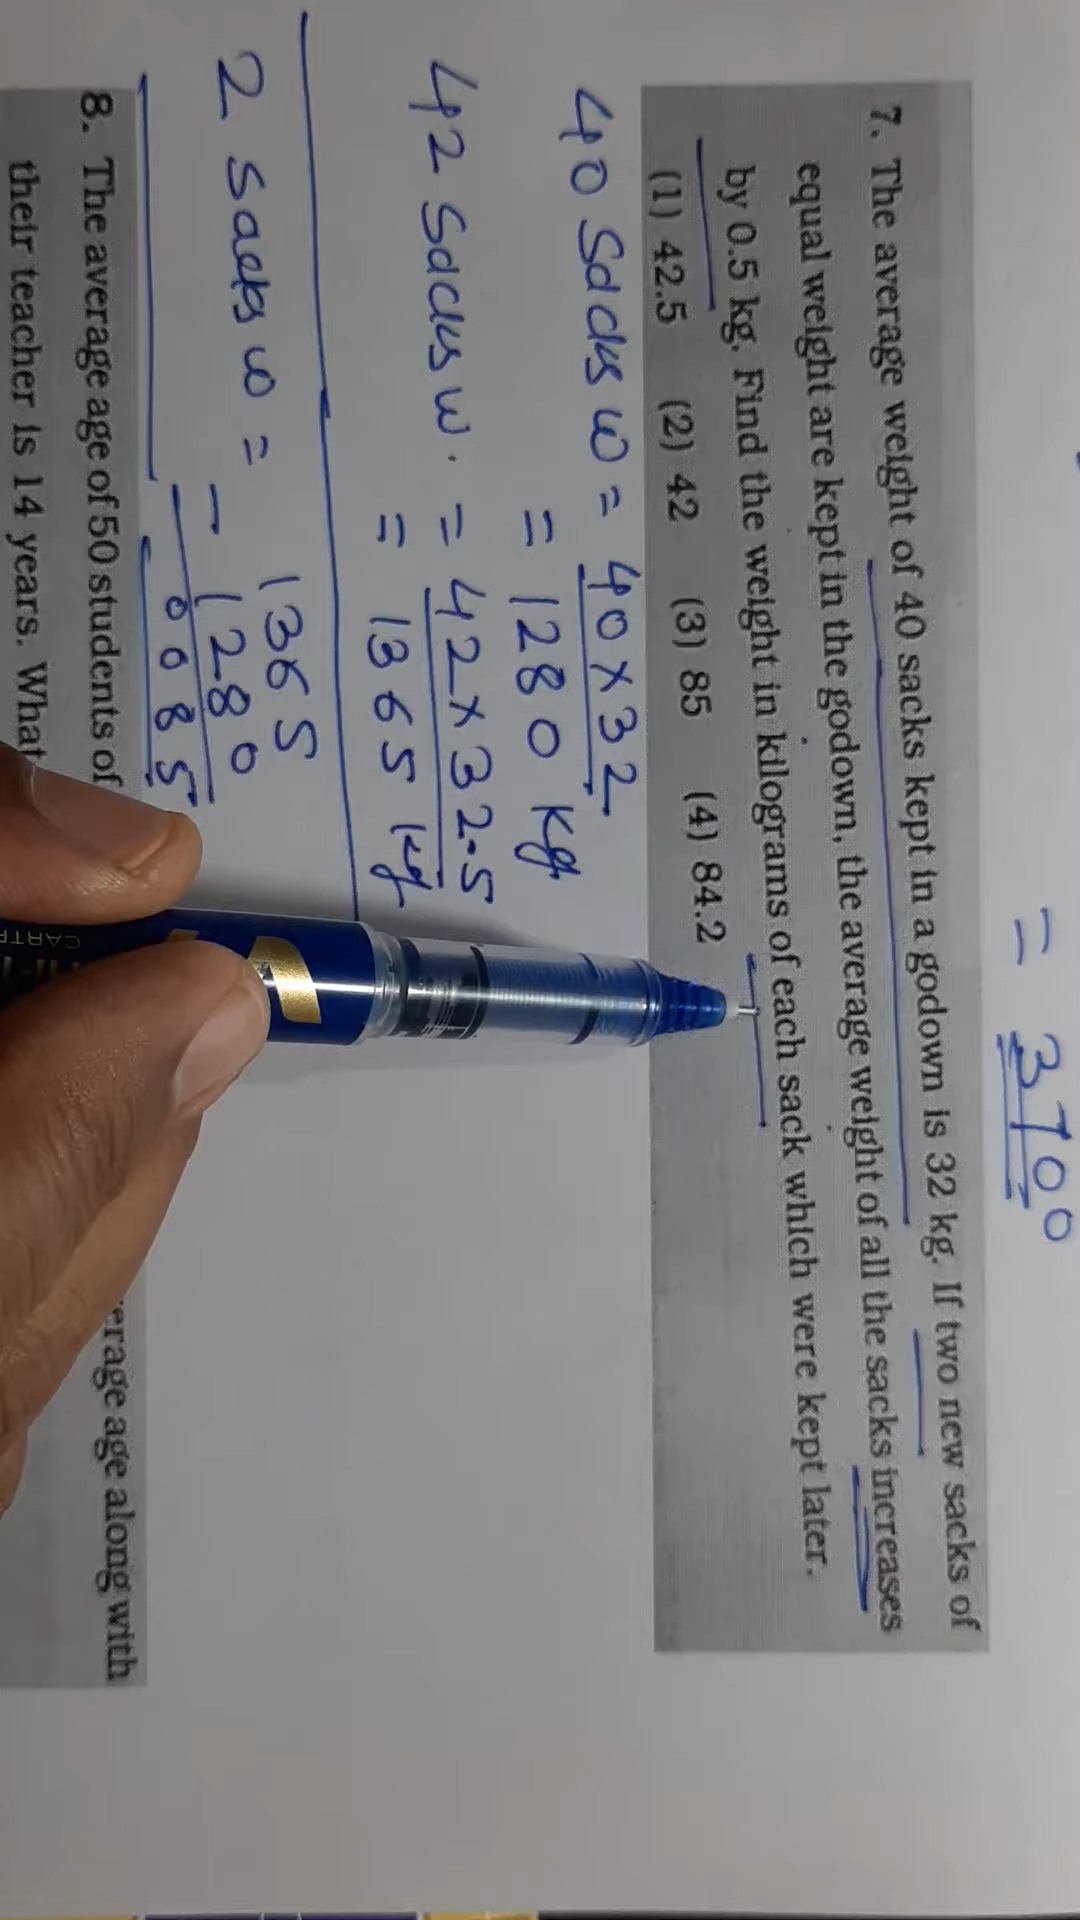 = 3700
7. The average weight of 40 sacks kept in a godown is 32 kg. If two new sacks of
equal weight are kept in the godown, the average weight of all the sacks increases
by 0.5 kg. Find the weight in kilograms of each sack which were kept later.
(1) 42.5 (2) 42 (3) 85 (4) 84.2
40 Sacks w = 40 x 32
= 1280 kg
42 Sacks w. = 42 x 32.5
= 1365 kg
2 sacks w = 1365
- 1280
0085
8. The average age of 50 students of
erage age along with
their teacher is 14 years. What